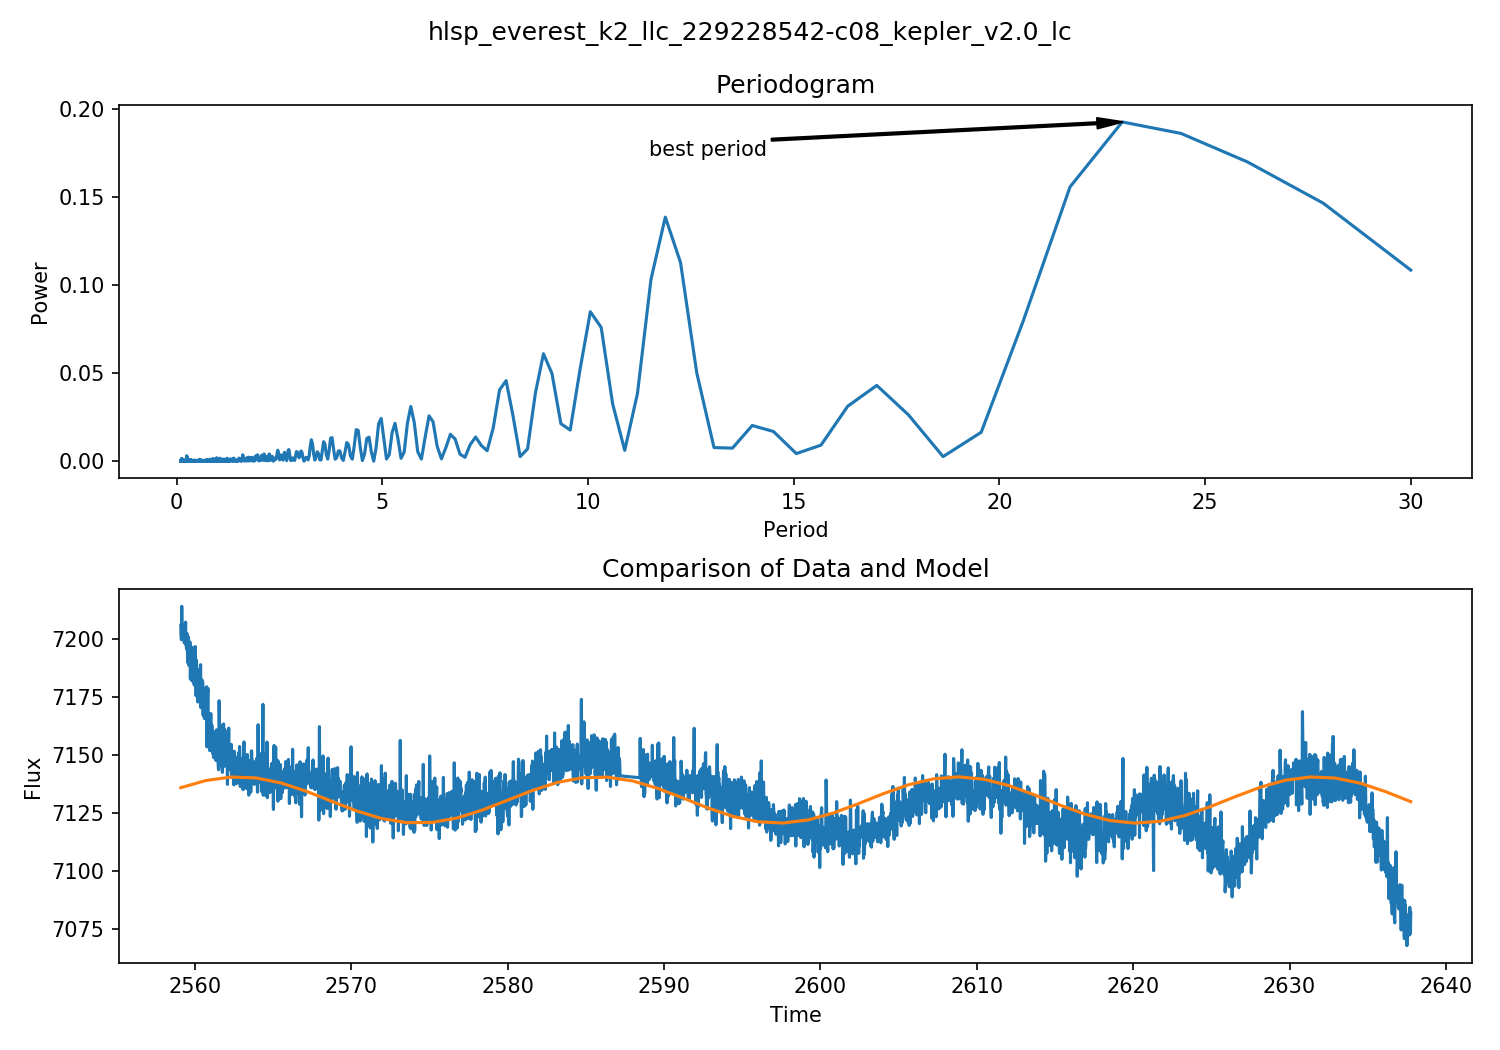 hlsp_everest_k2_llc_229228542-c08_kepler_v2.0_lc
Periodogram
0.20
0.15
0.10
0.05
0.00
Power
best period
0 5 10 15 20 25 30
Period
Comparison of Data and Model
7200
7175
7150
7125
7100
7075
Flux
2560 2570 2580 2590 2600 2610 2620 2630 2640
Time